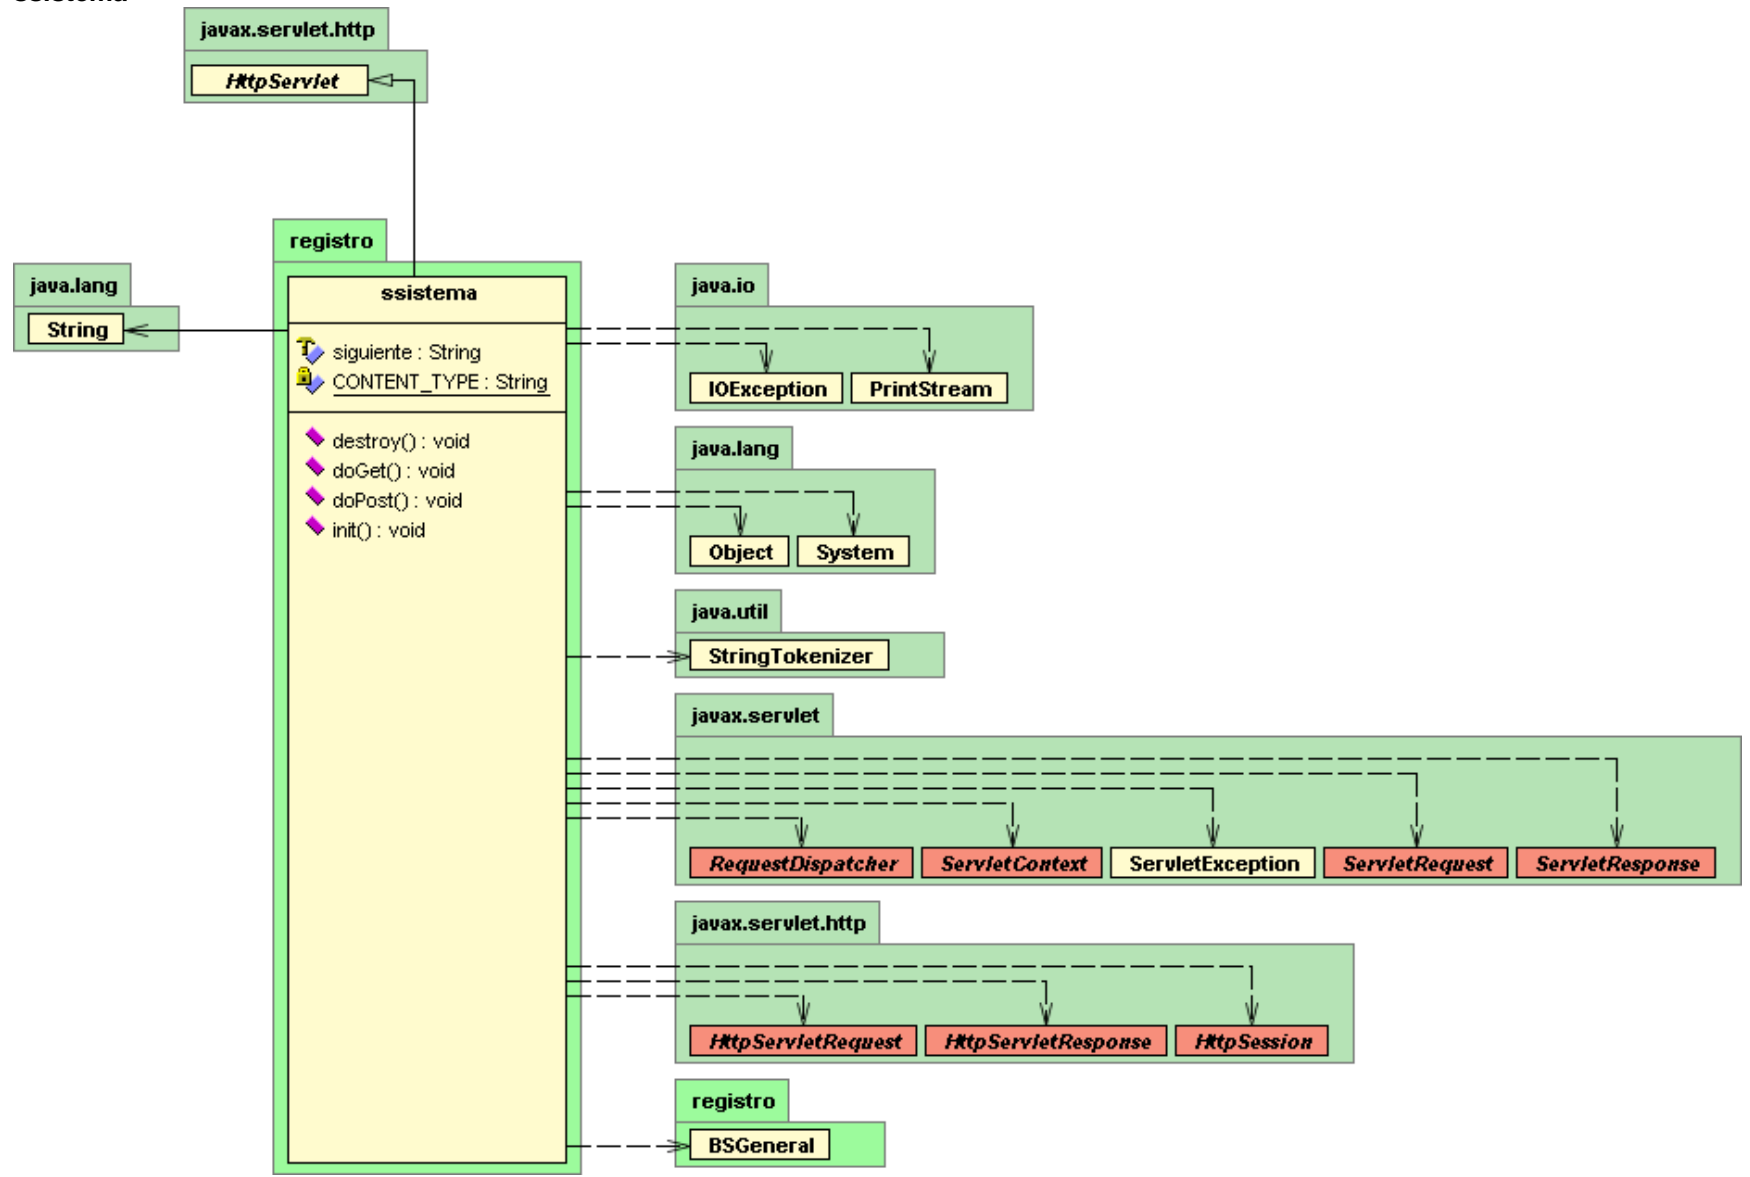 ssistema
javax.servlet.http
HttpServlet
registro
java.lang
String
ssistema
siguiente : String
CONTENT_TYPE : String
destroy() : void
doGet() : void
doPost() : void
init() : void
java.io
IOException
PrintStream
java.lang
Object
System
java.util
StringTokenizer
javax.servlet
RequestDispatcher
ServletContext
ServletException
ServletRequest
ServletResponse
javax.servlet.http
HttpServletRequest
HttpServletResponse
HttpSession
registro
BSGeneral